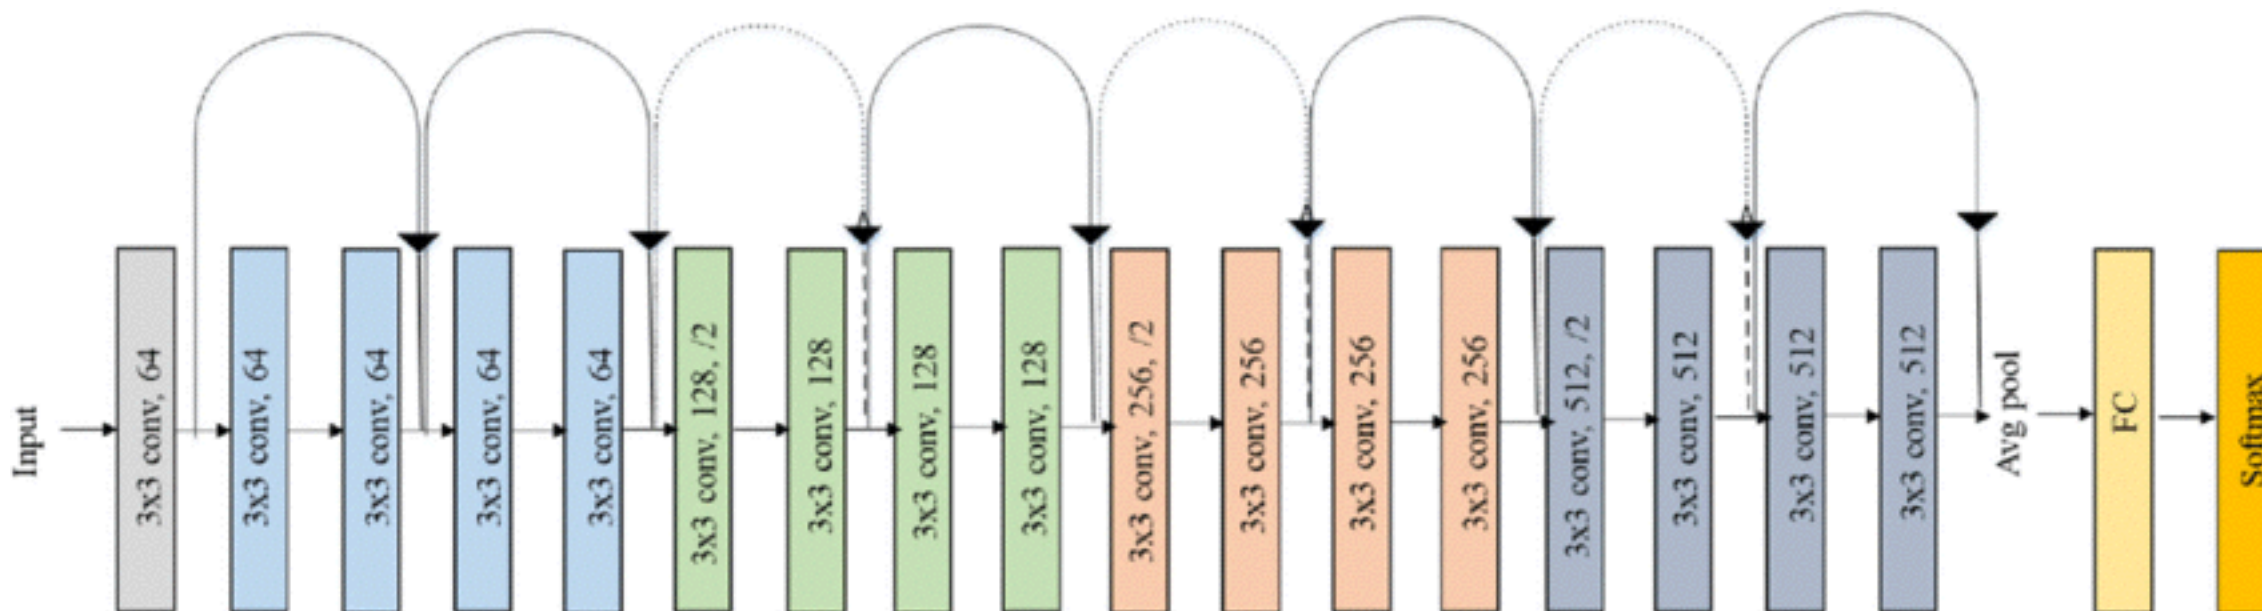 Input
3x3 conv, 64
3x3 conv, 64
3x3 conv, 64
3x3 conv, 64
3x3 conv, 64
3x3 conv, 128, /2
3x3 conv, 128
3x3 conv, 128
3x3 conv, 128
3x3 conv, 256, /2
3x3 conv, 256
3x3 conv, 256
3x3 conv, 256
3x3 conv, 512, /2
3x3 conv, 512
3x3 conv, 512
3x3 conv, 512
Avg pool
FC
Softmax